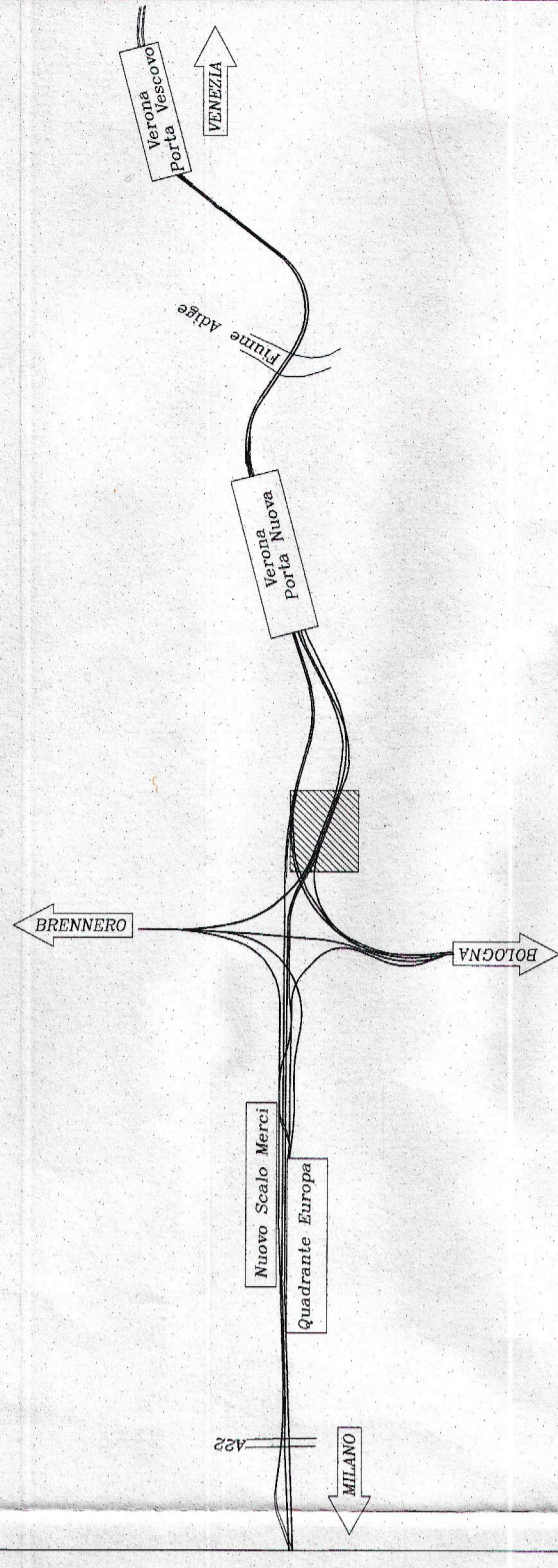 Verona
Porta Vescovo
VENEZIA
Fiume Adige
Verona
Porta Nuova
BRENNERO
BOLOGNA
Nuovo Scalo Merci
Quadrante Europa
A22
MILANO